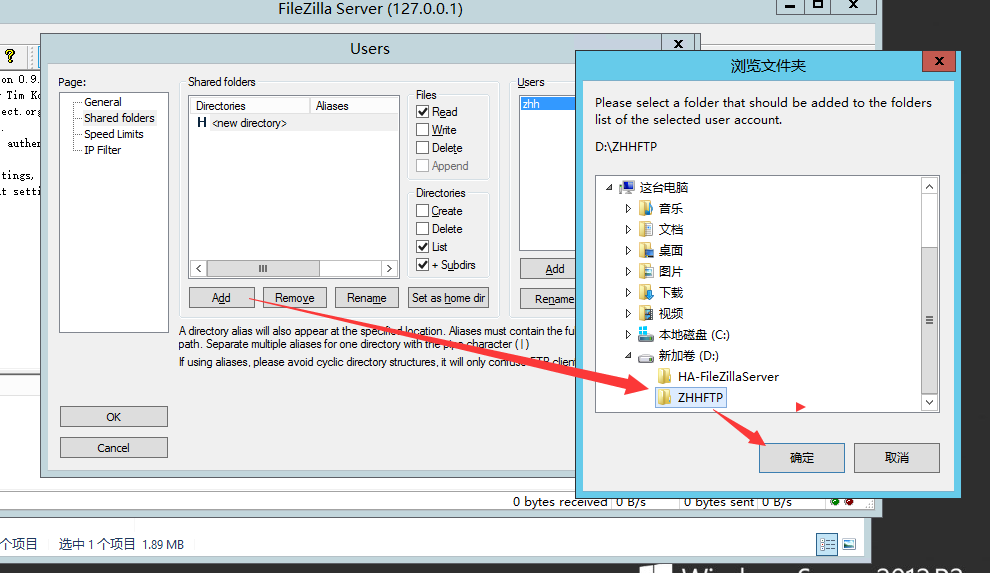 FileZilla Server (127.0.0.1)
Users
浏览文件夹
Page:
General
Shared folders
Speed Limits
IP Filter
Shared folders
Directories
Aliases
H <new directory>
Files
Read
Write
Delete
Append
Directories
Create
Delete
List
+ Subdirs
Users
zhh
Add
Remove
Rename
Set as home dir
Add
Rename
A directory alias will also appear at the specified location. Aliases must contain the fu
path. Separate multiple aliases for one directory with the pipe character ( | )
If using aliases, please avoid cyclic directory structures, it will only confuse FTP clien
OK
Cancel
Please select a folder that should be added to the folders
list of the selected user account.
D:\ZHHFTP
这台电脑
音乐
文档
桌面
图片
下载
视频
本地磁盘 (C:)
新加卷 (D:)
HA-FileZillaServer
ZHHFTP
确定
取消
on 0.9.
Tim Ko
ect.org
authen
tings,
t setti
0 bytes received
0 B/s
0 bytes sent
0 B/s
个项目
选中 1 个项目
1.89 MB